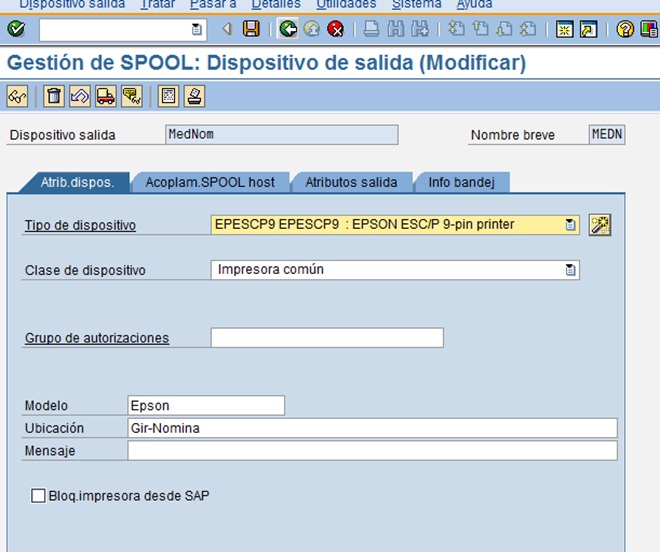 Dispositivo salida Tratar Pasar a Detalles Utilidades Sistema Ayuda
Gestión de SPOOL: Dispositivo de salida (Modificar)
Dispositivo salida MedNom Nombre breve MEDN
Atrib.dispos. Acoplam.SPOOL host Atributos salida Info bandej
Tipo de dispositivo EPESCP9 EPESCP9 : EPSON ESC/P 9-pin printer
Clase de dispositivo Impresora común
Grupo de autorizaciones
Modelo Epson
Ubicación Gir-Nomina
Mensaje
Bloq.impresora desde SAP